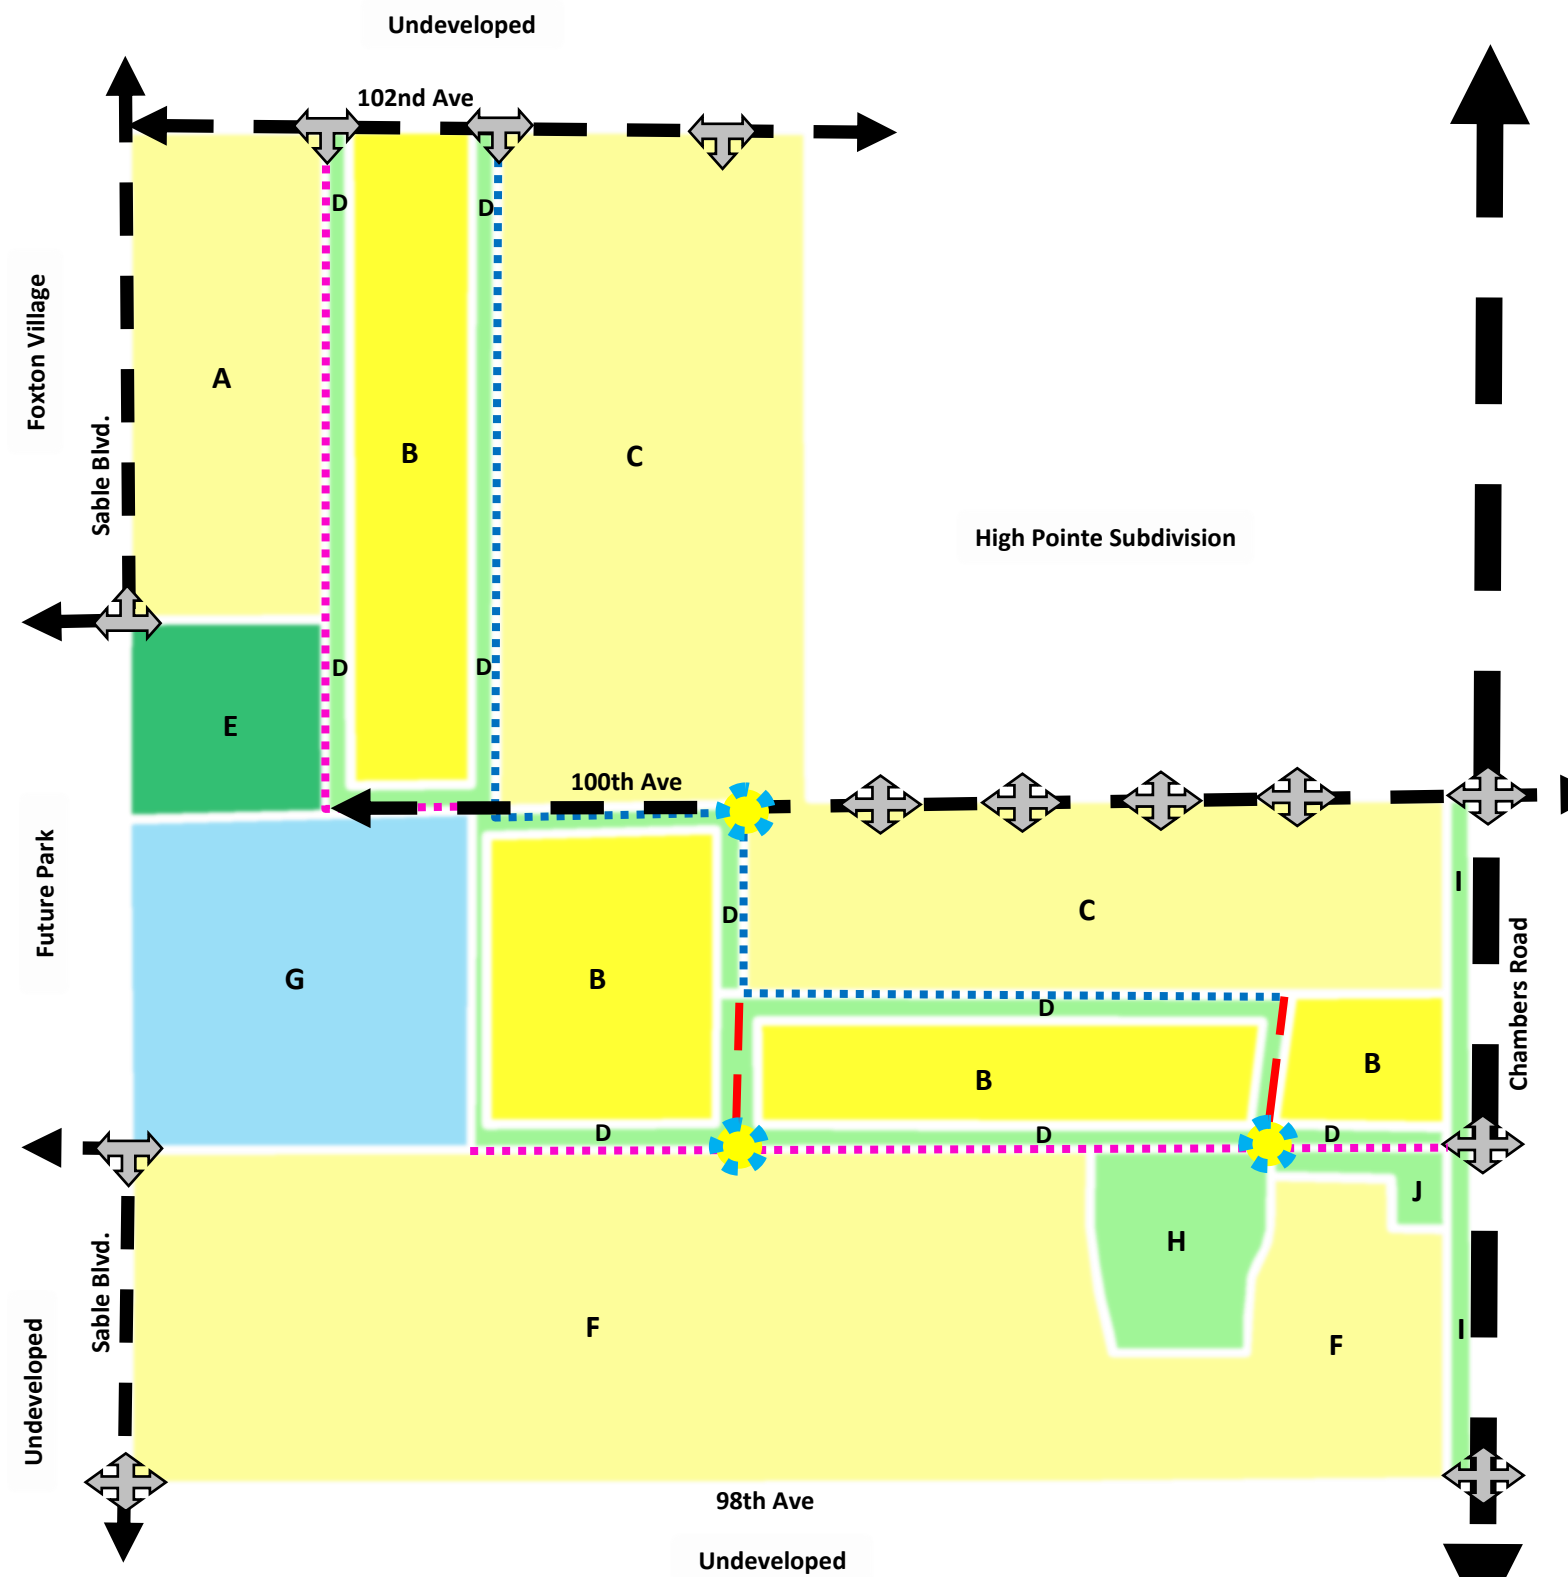 Undeveloped
102nd Ave
D
D
Foxton Village
A
Sable Blvd.
B
C
High Pointe Subdivision
D
D
E
100th Ave
Future Park
G
B
D
C
I
Chambers Road
D
B
B
D
D
D
J
H
Sable Blvd.
Undeveloped
F
F
I
98th Ave
Undeveloped